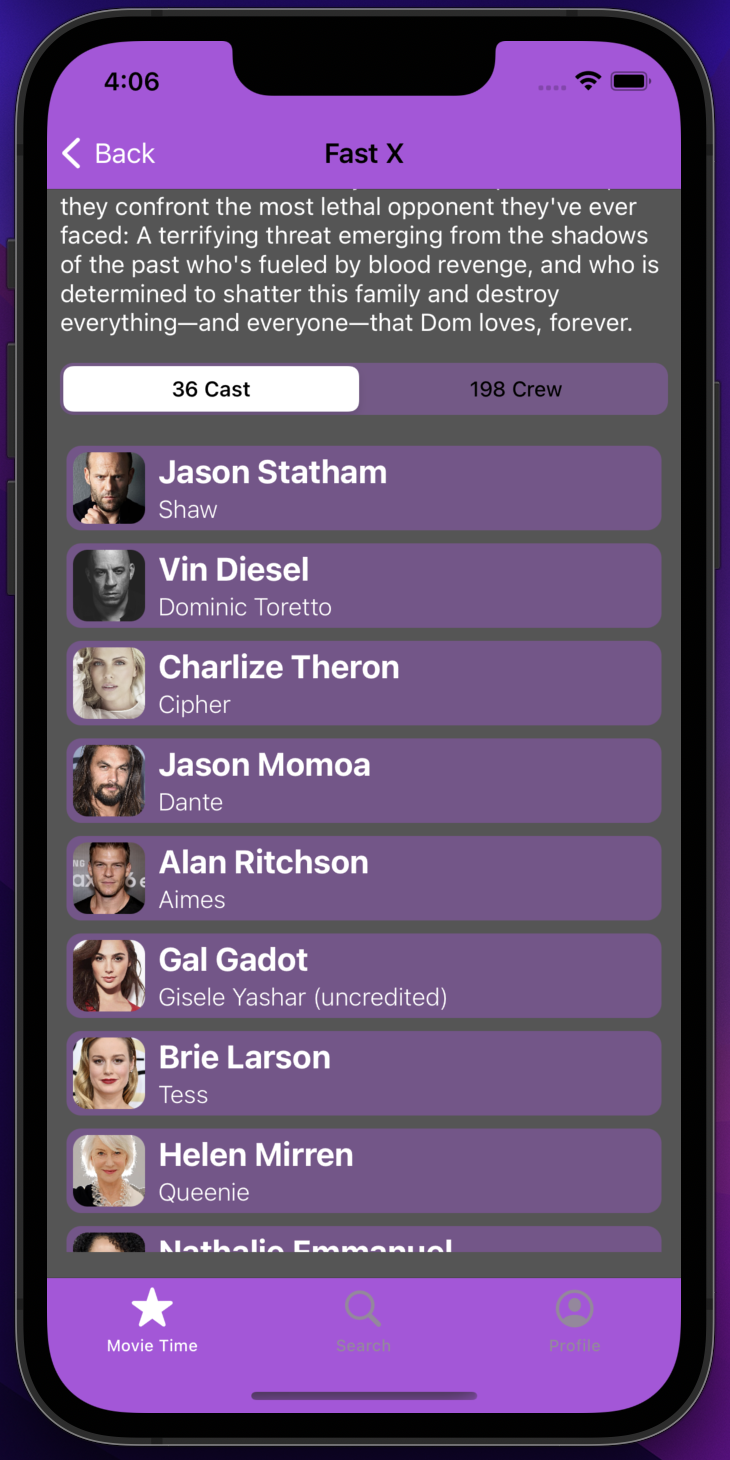 4:06
Back
Fast X
they confront the most lethal opponent they've ever
faced: A terrifying threat emerging from the shadows
of the past who's fueled by blood revenge, and who is
determined to shatter this family and destroy
everything—and everyone—that Dom loves, forever.
36 Cast
198 Crew
Jason Statham
Shaw
Vin Diesel
Dominic Toretto
Charlize Theron
Cipher
Jason Momoa
Dante
Alan Ritchson
Aimes
Gal Gadot
Gisele Yashar (uncredited)
Brie Larson
Tess
Helen Mirren
Queenie
Nathalie Emmanuel
Movie Time
Search
Profile